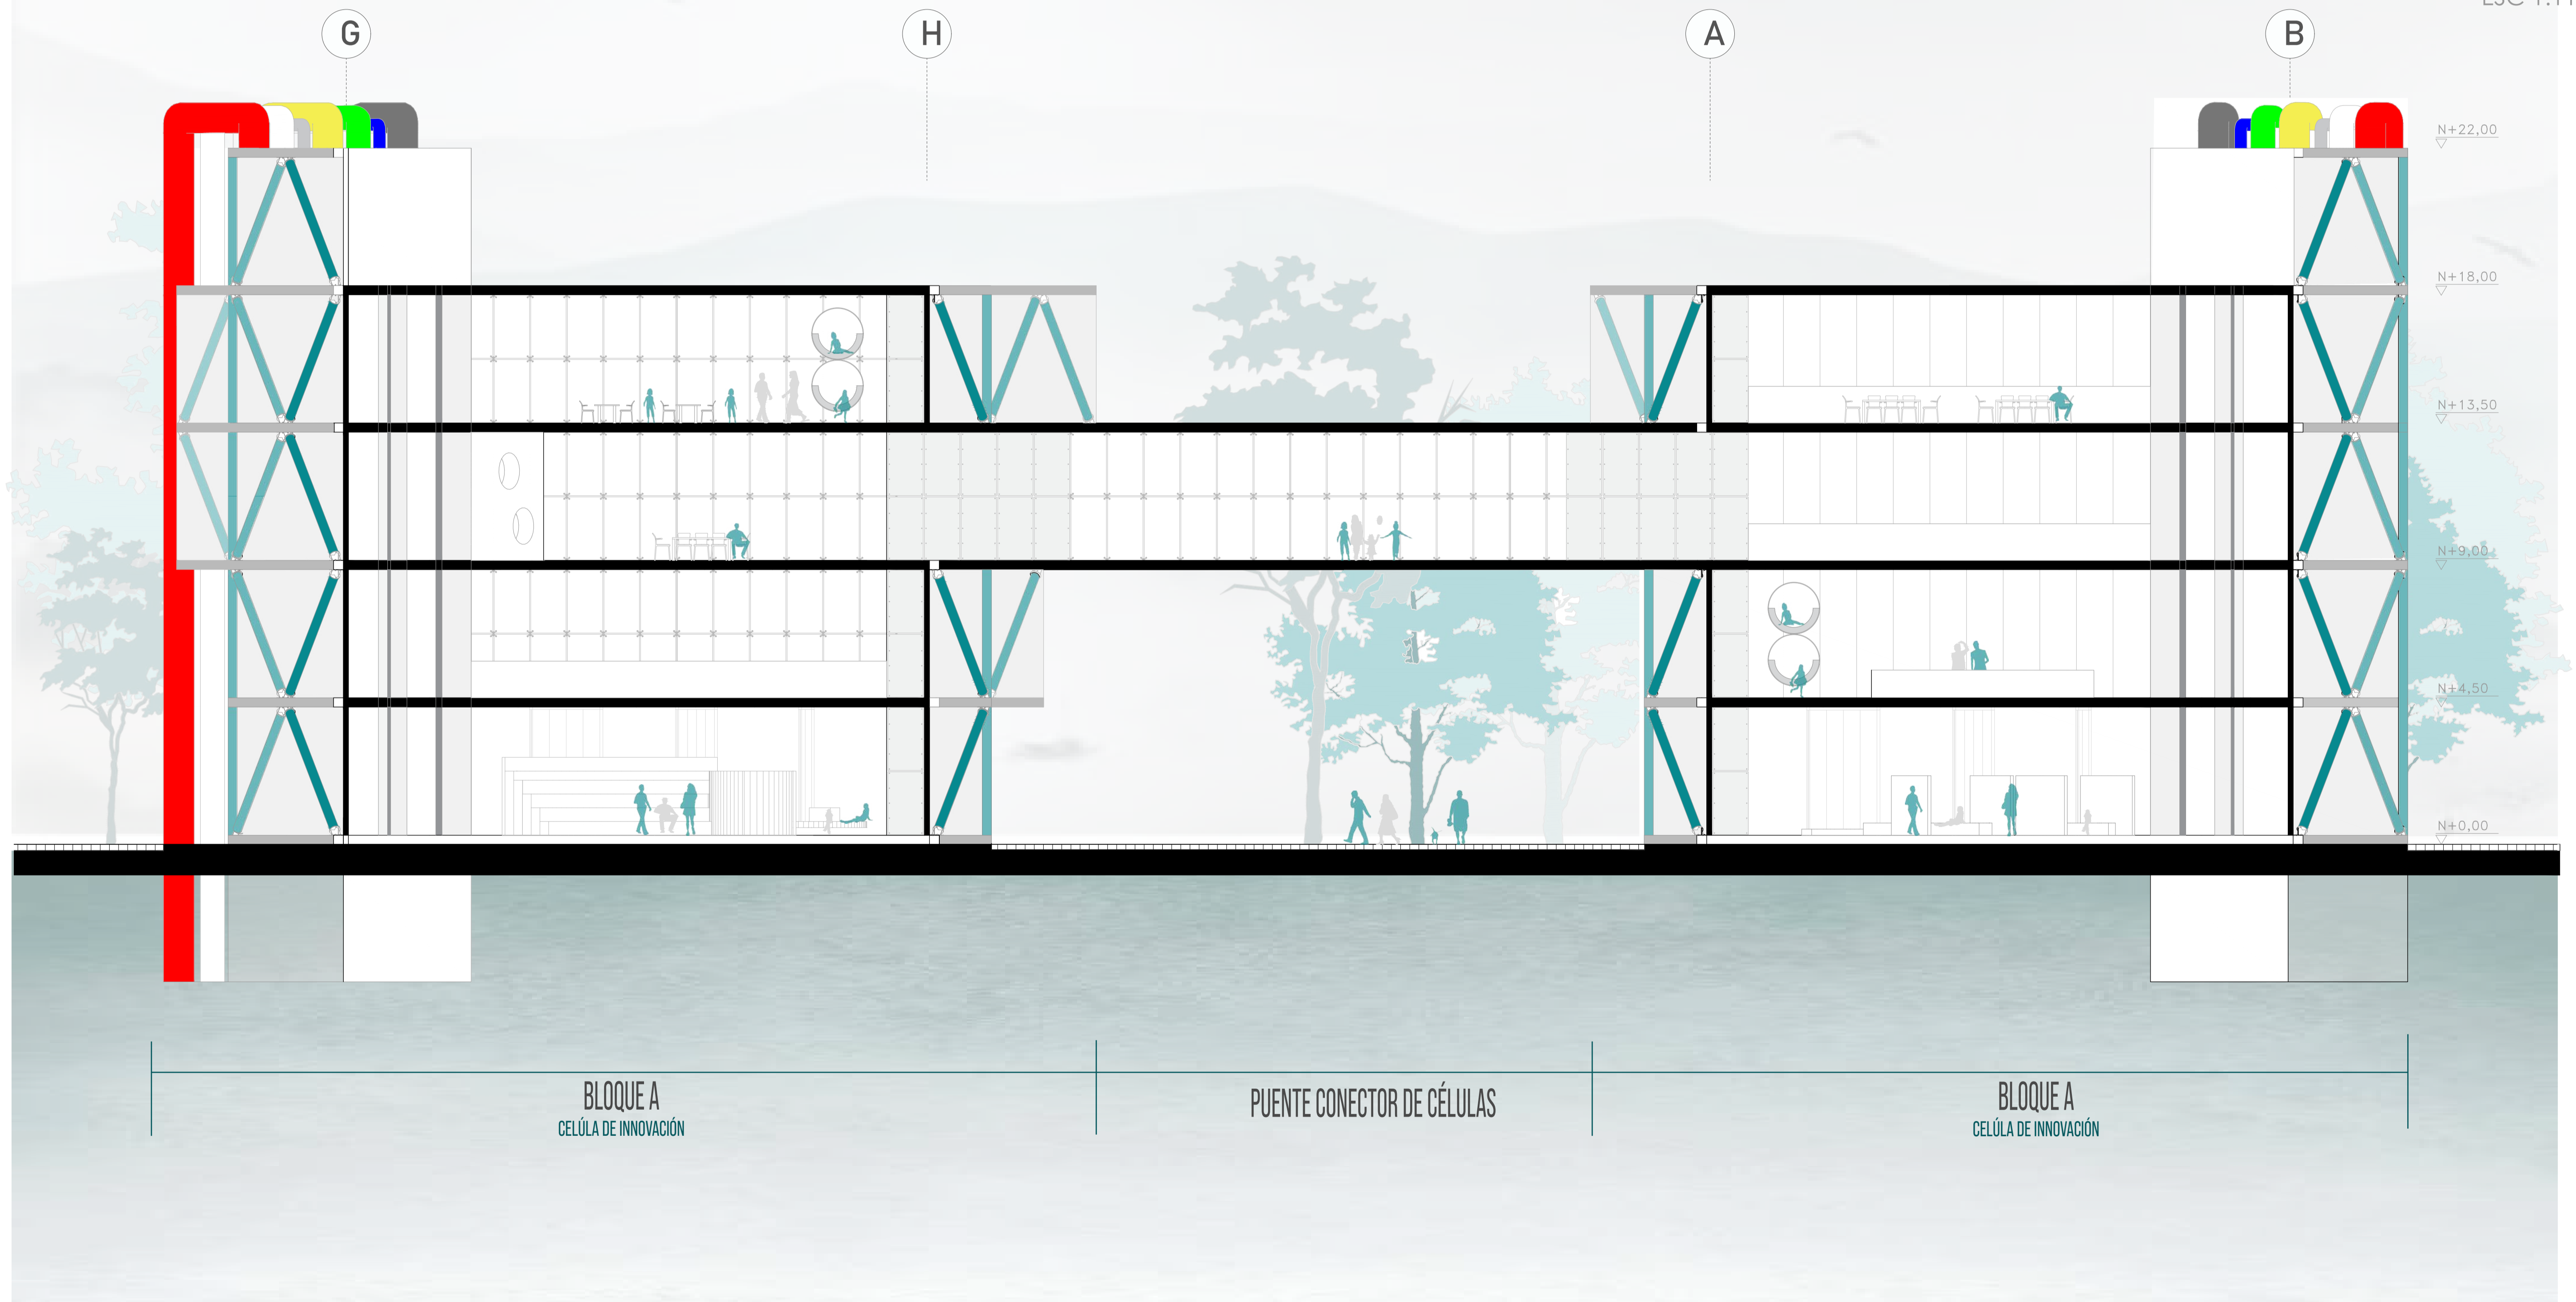 G
H
A
B
N+22,00
N+18,00
N+13,50
N+9,00
N+4,50
N+0,00
BLOQUE A
CELÚLA DE INNOVACIÓN
PUENTE CONECTOR DE CÉLULAS
BLOQUE A
CELÚLA DE INNOVACIÓN